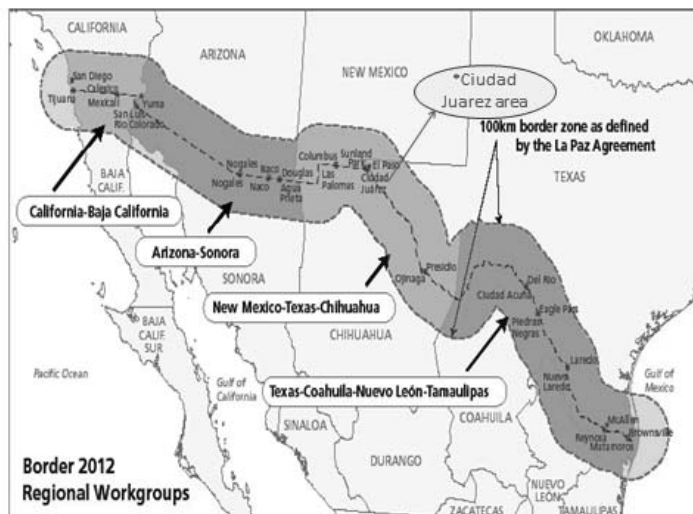 CALIFORNIA
ARIZONA
NEW MEXICO
OKLAHOMA
Ciudad
Juarez area
100km border zone as defined
by the La Paz Agreement
TEXAS
San Diego
Calexico
Tijuana
Mexicali
Yuma
San Luis
Rio Colorado
BAJA
CALIF.
Nogales
Nogales
Naco
Naco
Douglas
Agua
Prieta
Columbus
Las
Palomas
Sunland
Park
El Paso
Ciudad
Juárez
California-Baja California
Arizona-Sonora
SONORA
New Mexico-Texas-Chihuahua
Ojinaga
Presidio
CHIHUAHUA
Ciudad Acuña
Del Rio
Eagle Pass
Piedras
Negras
BAJA
CALIF.
SUR
Pacific Ocean
Gulf of
California
Texas-Coahuila-Nuevo León-Tamaulipas
Laredo
Nuevo
Laredo
Gulf of
Mexico
COAHUILA
McAllen
Brownsville
Reynosa
Matamoros
SINALOA
DURANGO
NUEVO
LEÓN
ZACATECAS
TAMAULIPAS
Border 2012
Regional Workgroups